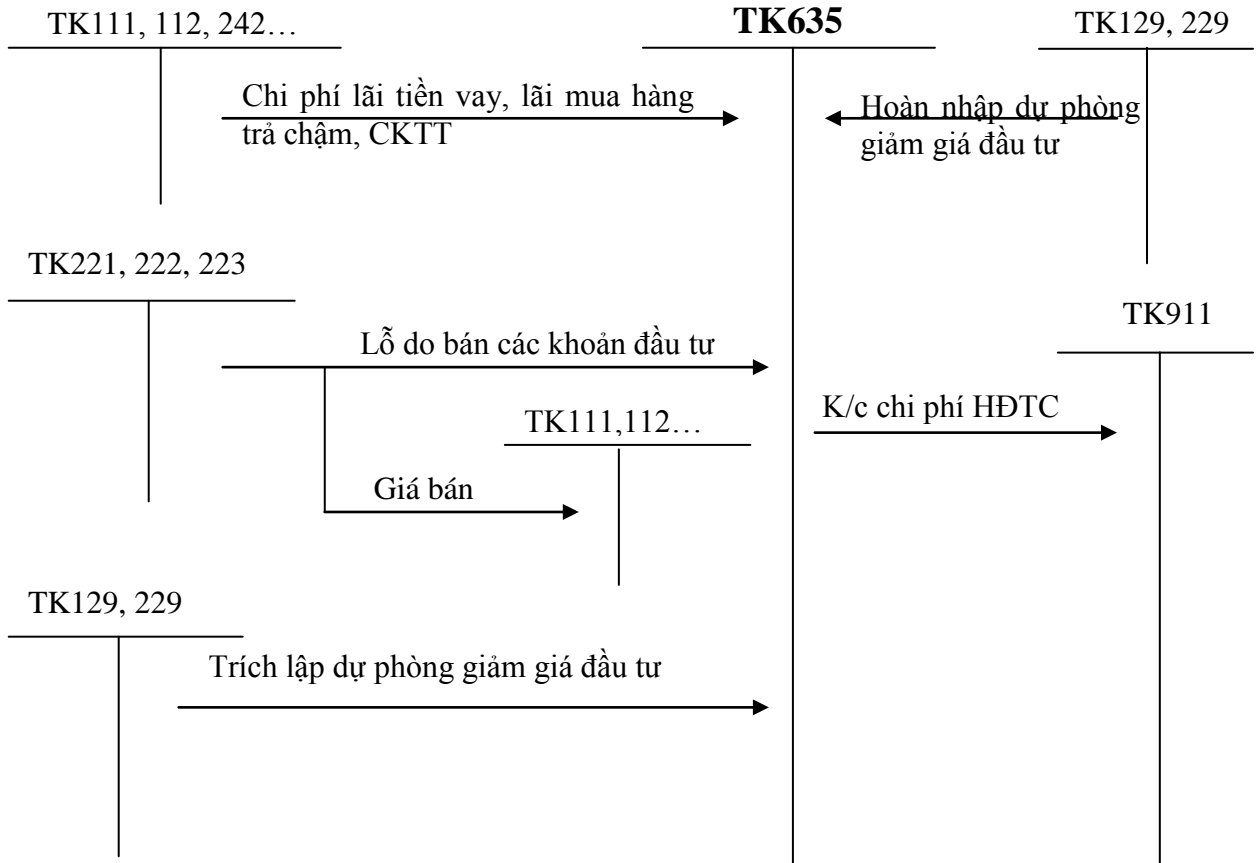 TK111, 112, 242…
TK635
TK129, 229
Chi phí lãi tiền vay, lãi mua hàng
trả chậm, CKTT
Hoàn nhập dự phòng
giảm giá đầu tư
TK221, 222, 223
TK911
Lỗ do bán các khoản đầu tư
K/c chi phí HĐTC
TK111,112…
Giá bán
TK129, 229
Trích lập dự phòng giảm giá đầu tư